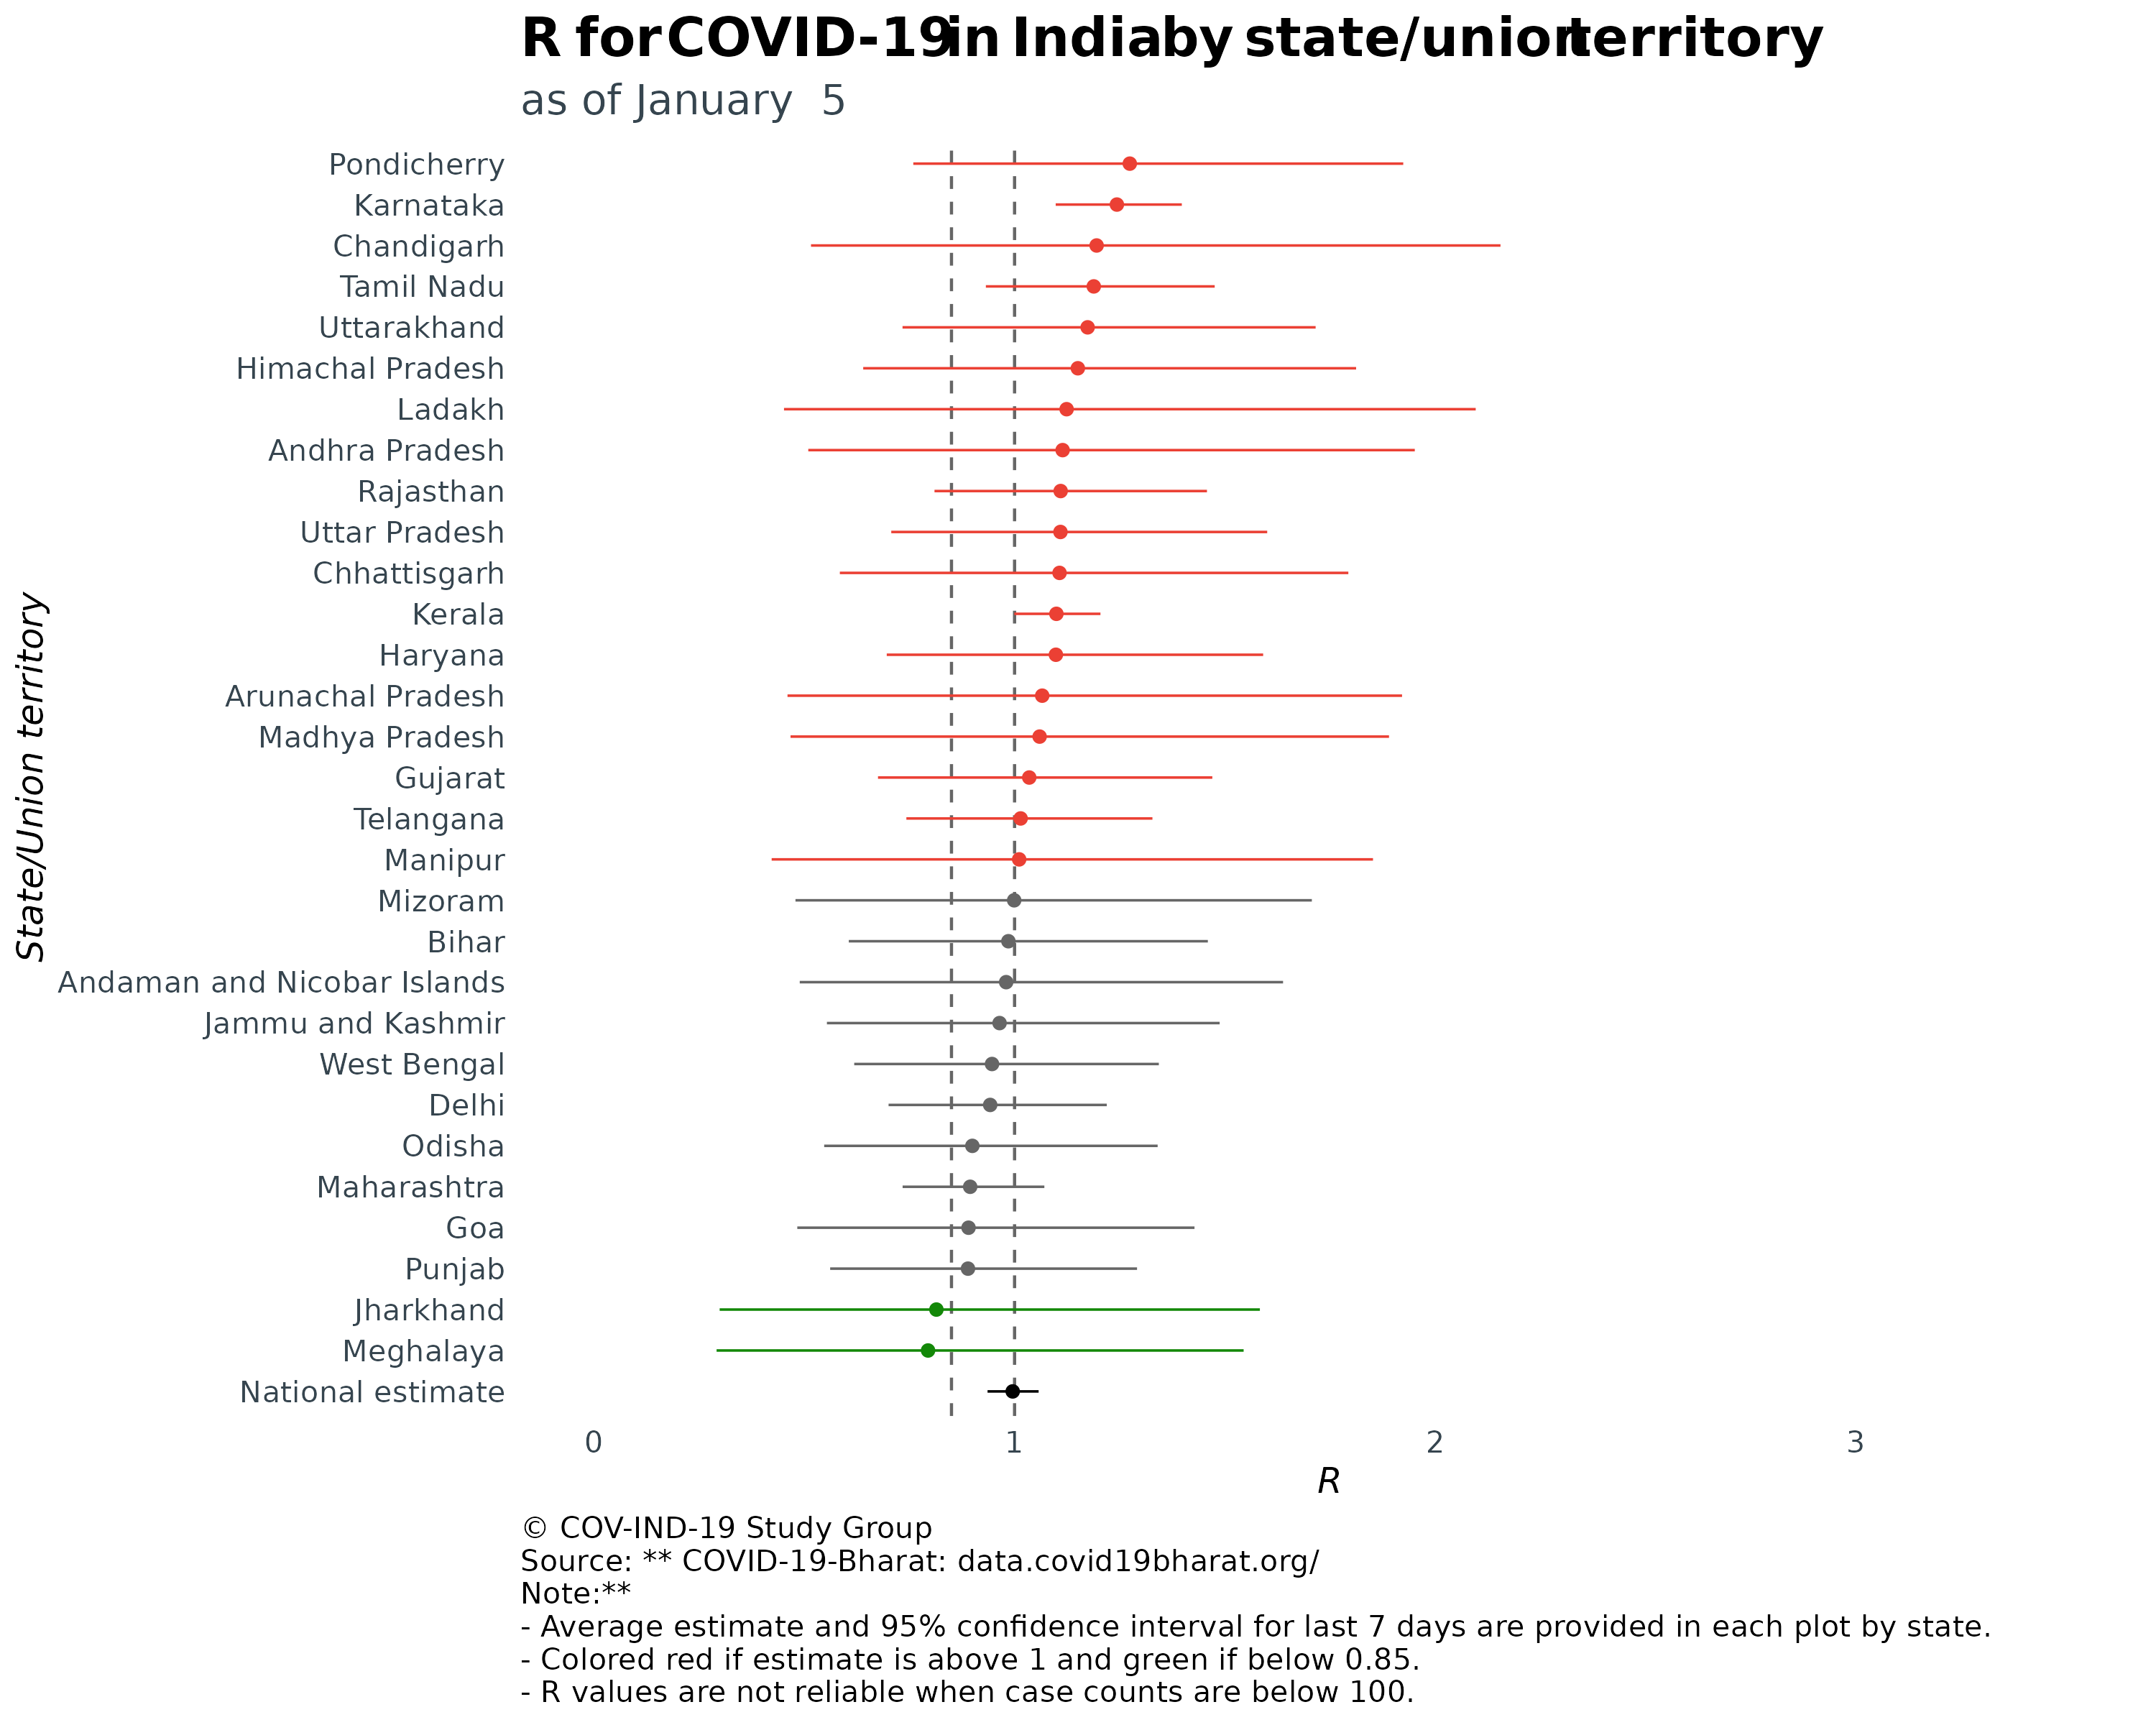 R for COVID-19 in India by state/union territory
as of January 5
State/Union territory
Pondicherry
Karnataka
Chandigarh
Tamil Nadu
Uttarakhand
Himachal Pradesh
Ladakh
Andhra Pradesh
Rajasthan
Uttar Pradesh
Chhattisgarh
Kerala
Haryana
Arunachal Pradesh
Madhya Pradesh
Gujarat
Telangana
Manipur
Mizoram
Bihar
Andaman and Nicobar Islands
Jammu and Kashmir
West Bengal
Delhi
Odisha
Maharashtra
Goa
Punjab
Jharkhand
Meghalaya
National estimate
0 1 2 3
R
© COV-IND-19 Study Group
Source: ** COVID-19-Bharat: data.covid19bharat.org/
Note:**
- Average estimate and 95% confidence interval for last 7 days are provided in each plot by state.
- Colored red if estimate is above 1 and green if below 0.85.
- R values are not reliable when case counts are below 100.